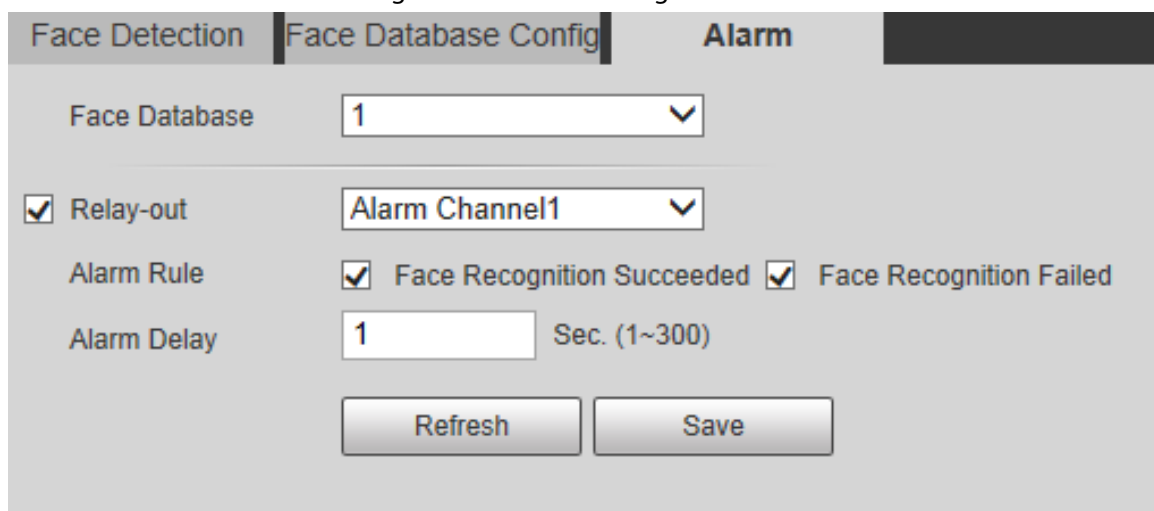 Face Detection Face Database Config Alarm
Face Database 1
Relay-out Alarm Channel1
Alarm Rule Face Recognition Succeeded Face Recognition Failed
Alarm Delay 1 Sec. (1~300)
Refresh Save